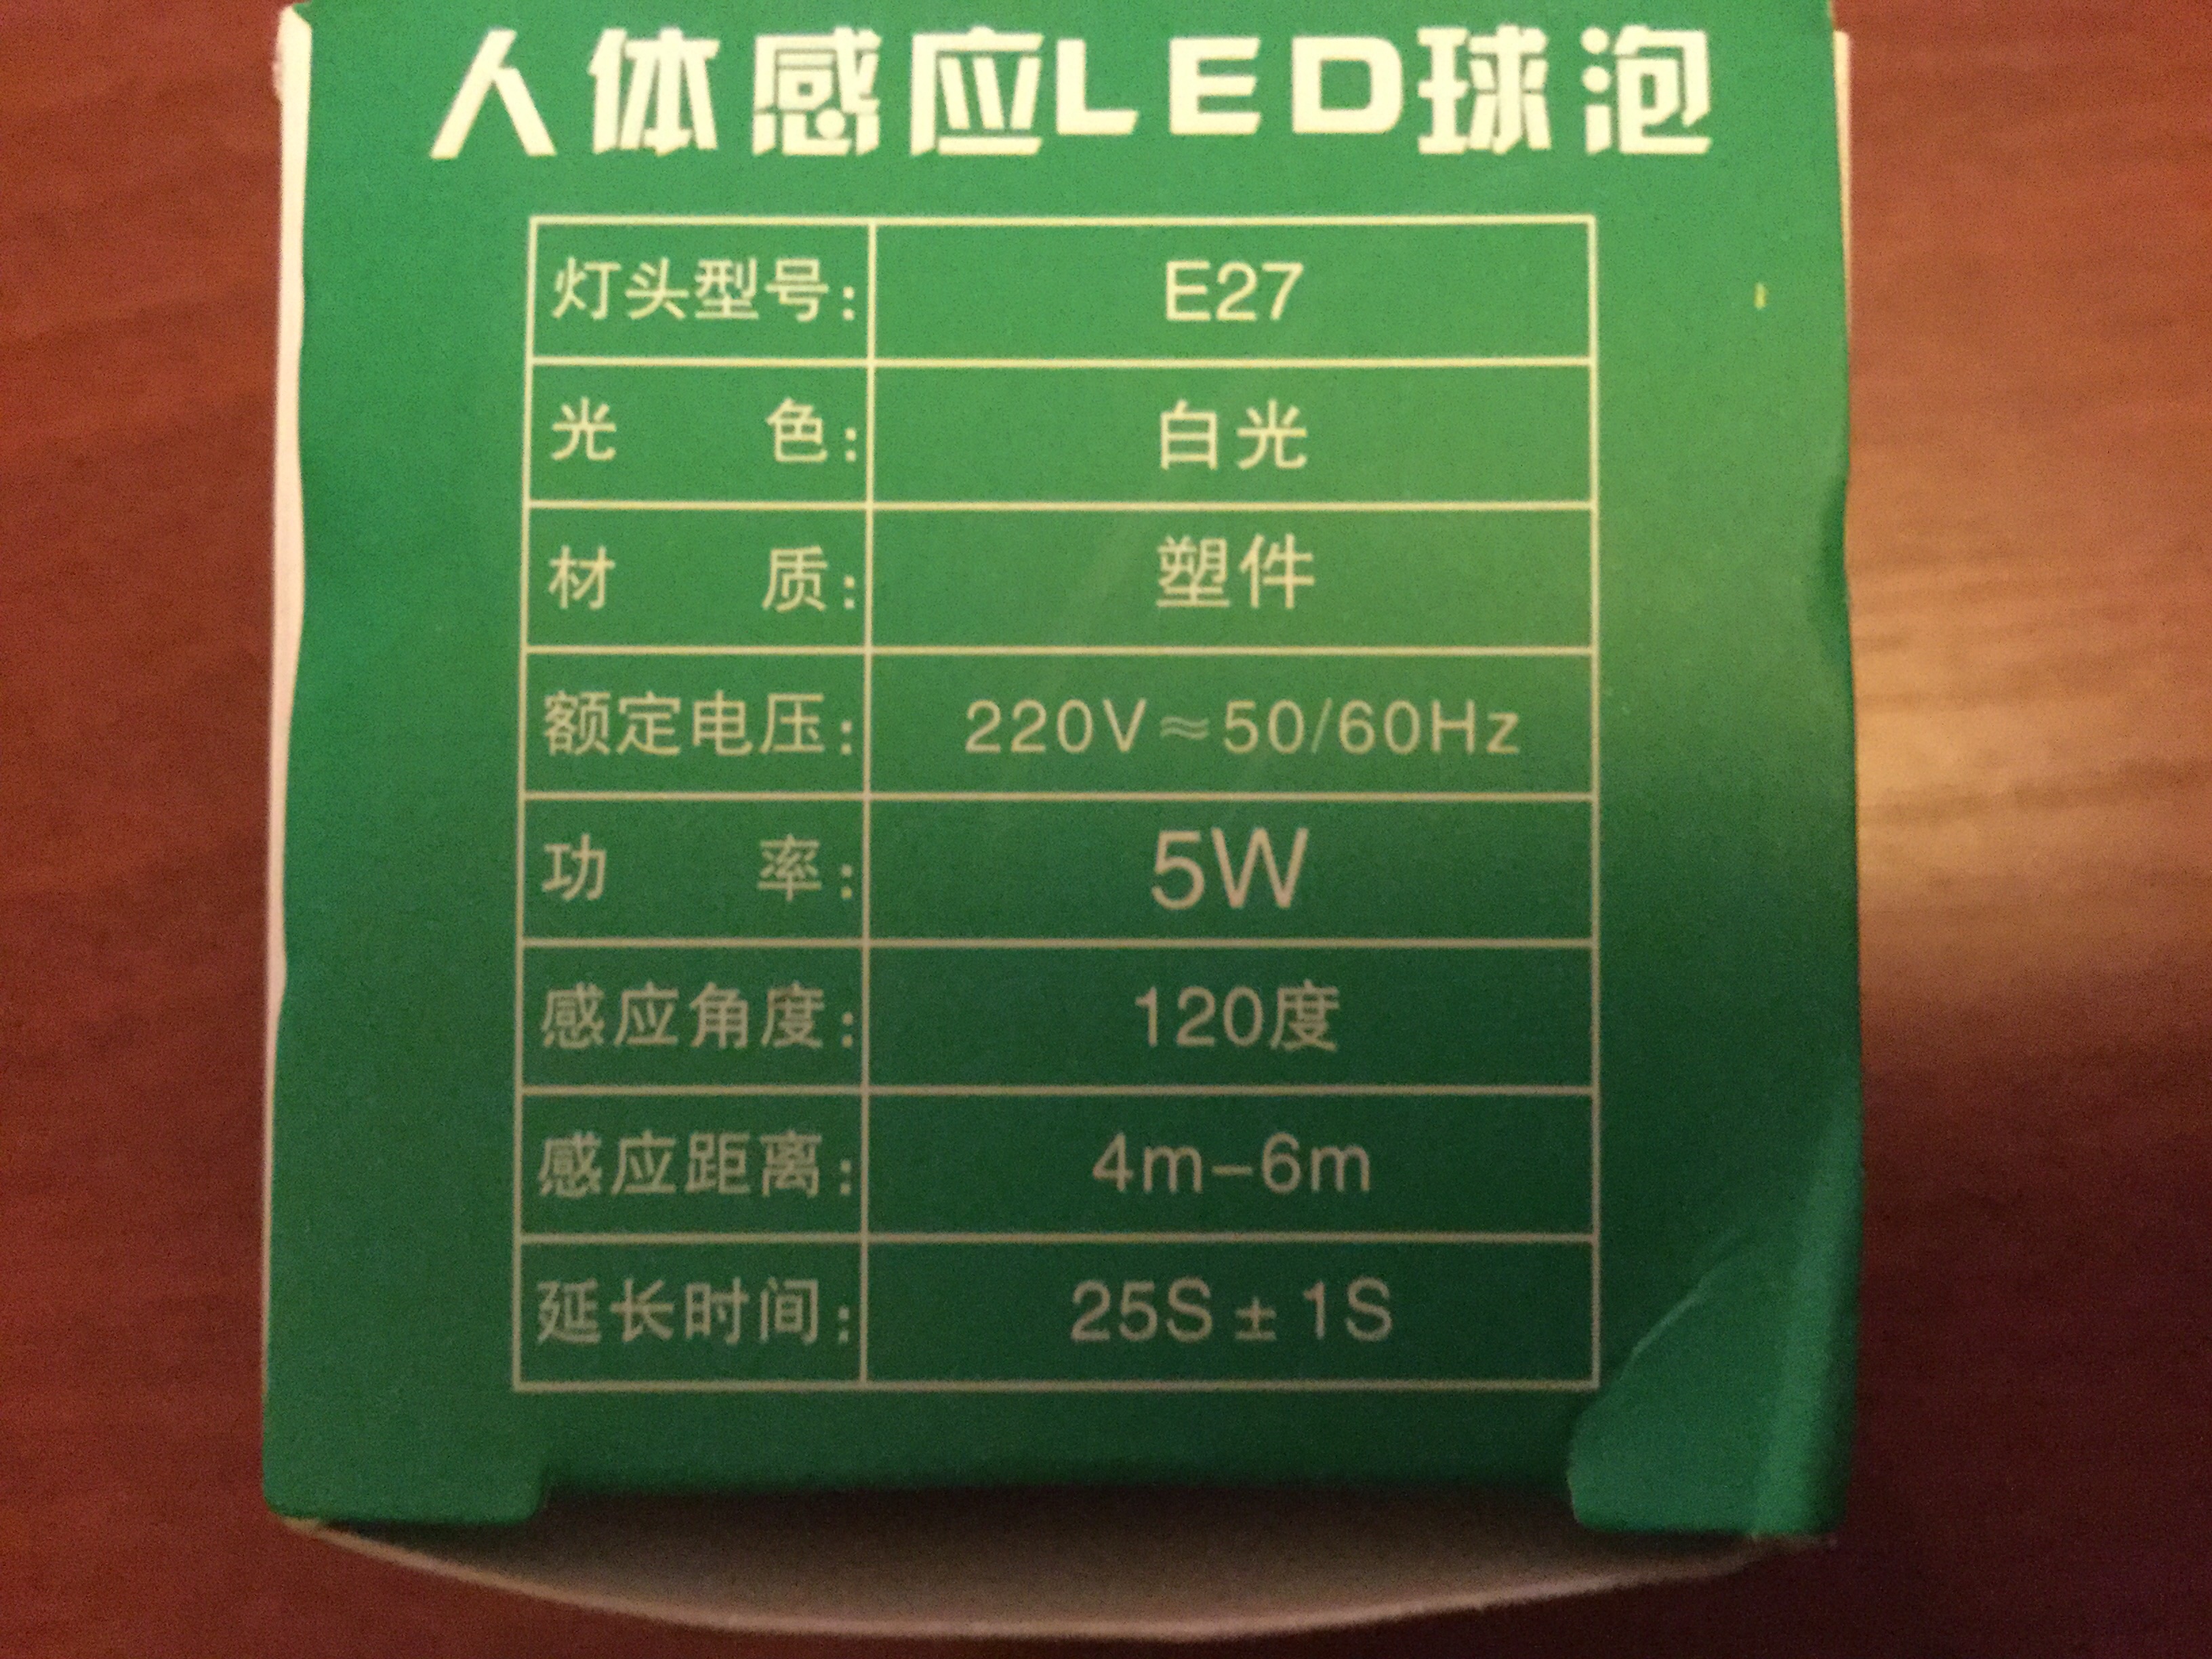 人体感应LED球泡
灯头型号: E27
光色: 白光
材质: 塑件
额定电压: 220V≈50/60Hz
功率: 5W
感应角度: 120度
感应距离: 4m-6m
延长时间: 25S±1S